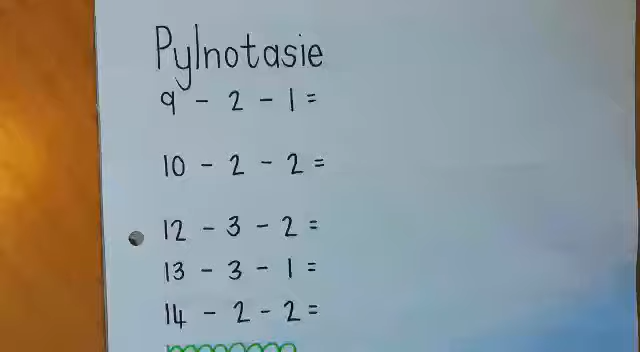 Pylnotasie
9 - 2 - 1 =
10 - 2 - 2 =
12 - 3 - 2 =
13 - 3 - 1 =
14 - 2 - 2 =